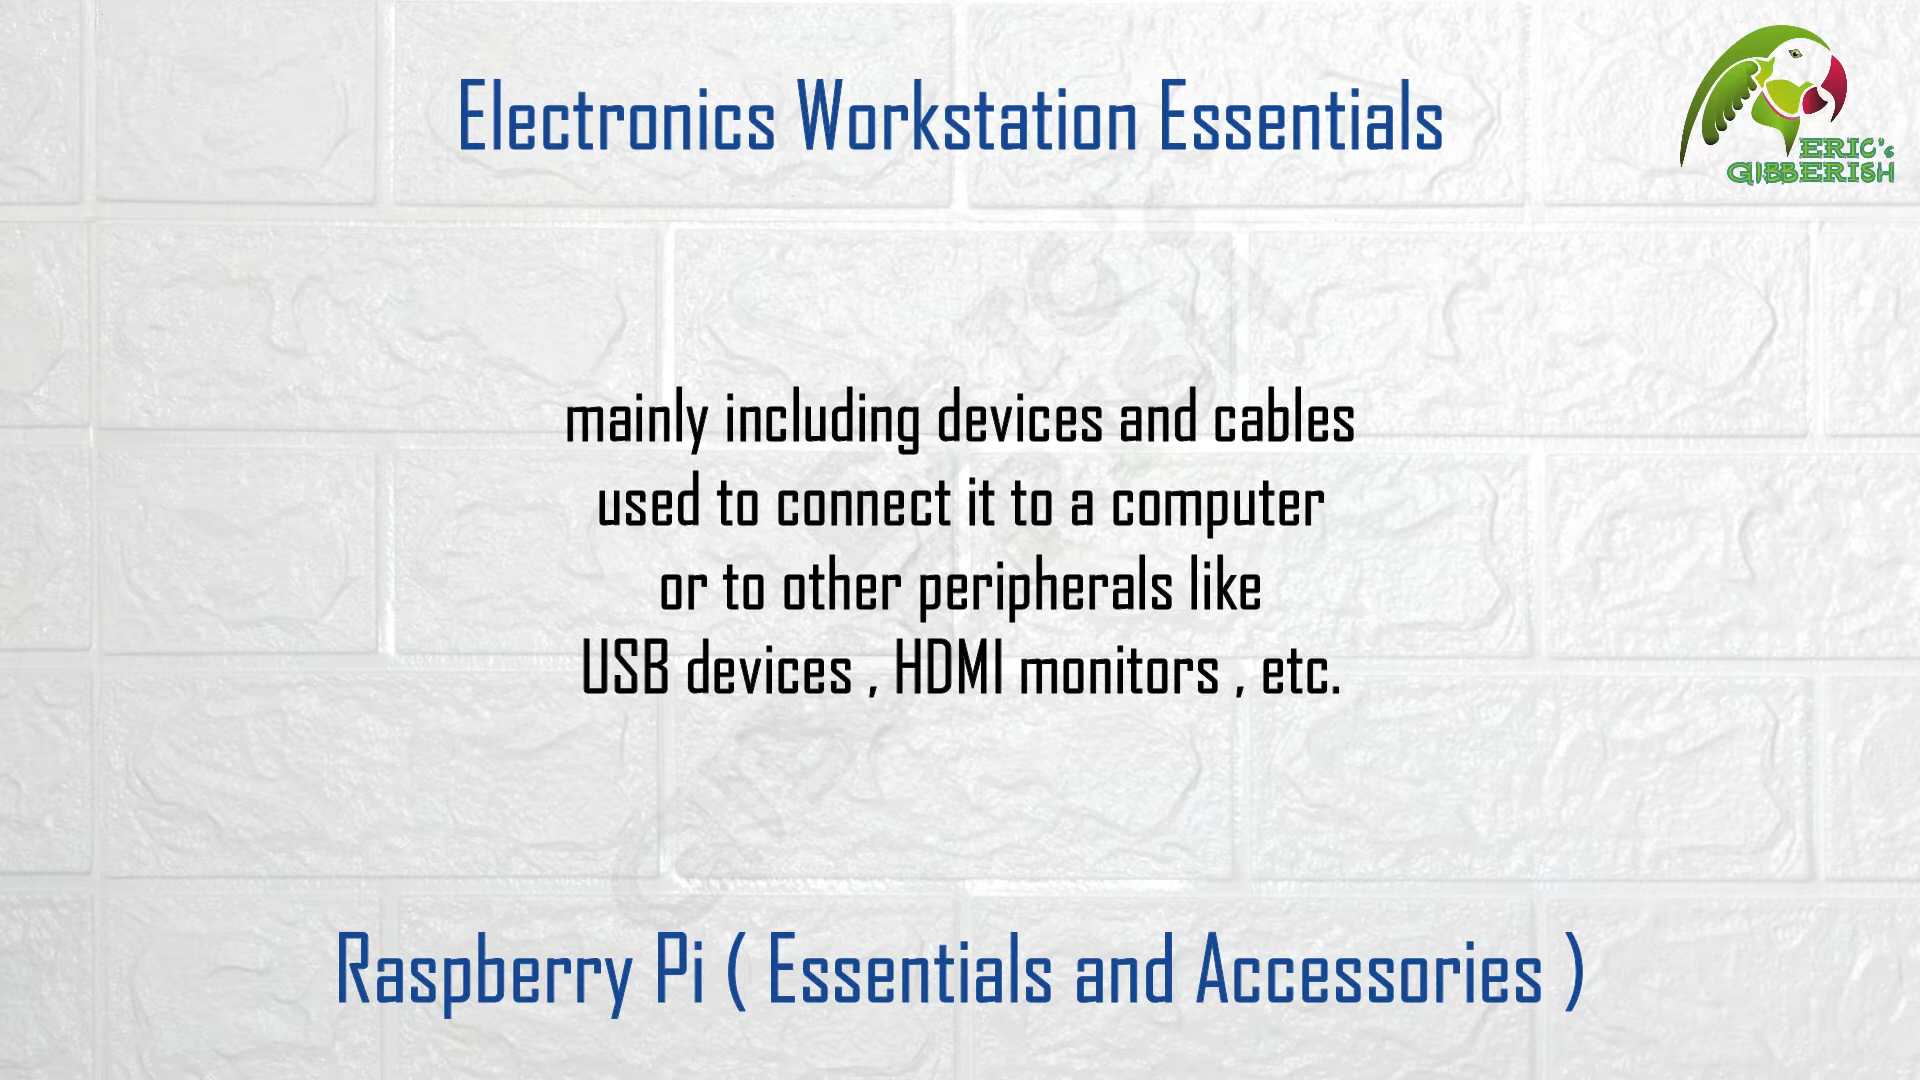 Electronics Workstation Essentials
ERIC's
GIBBERISH
mainly including devices and cables
used to connect it to a computer
or to other peripherals like
USB devices , HDMI monitors , etc.
Raspberry Pi ( Essentials and Accessories )